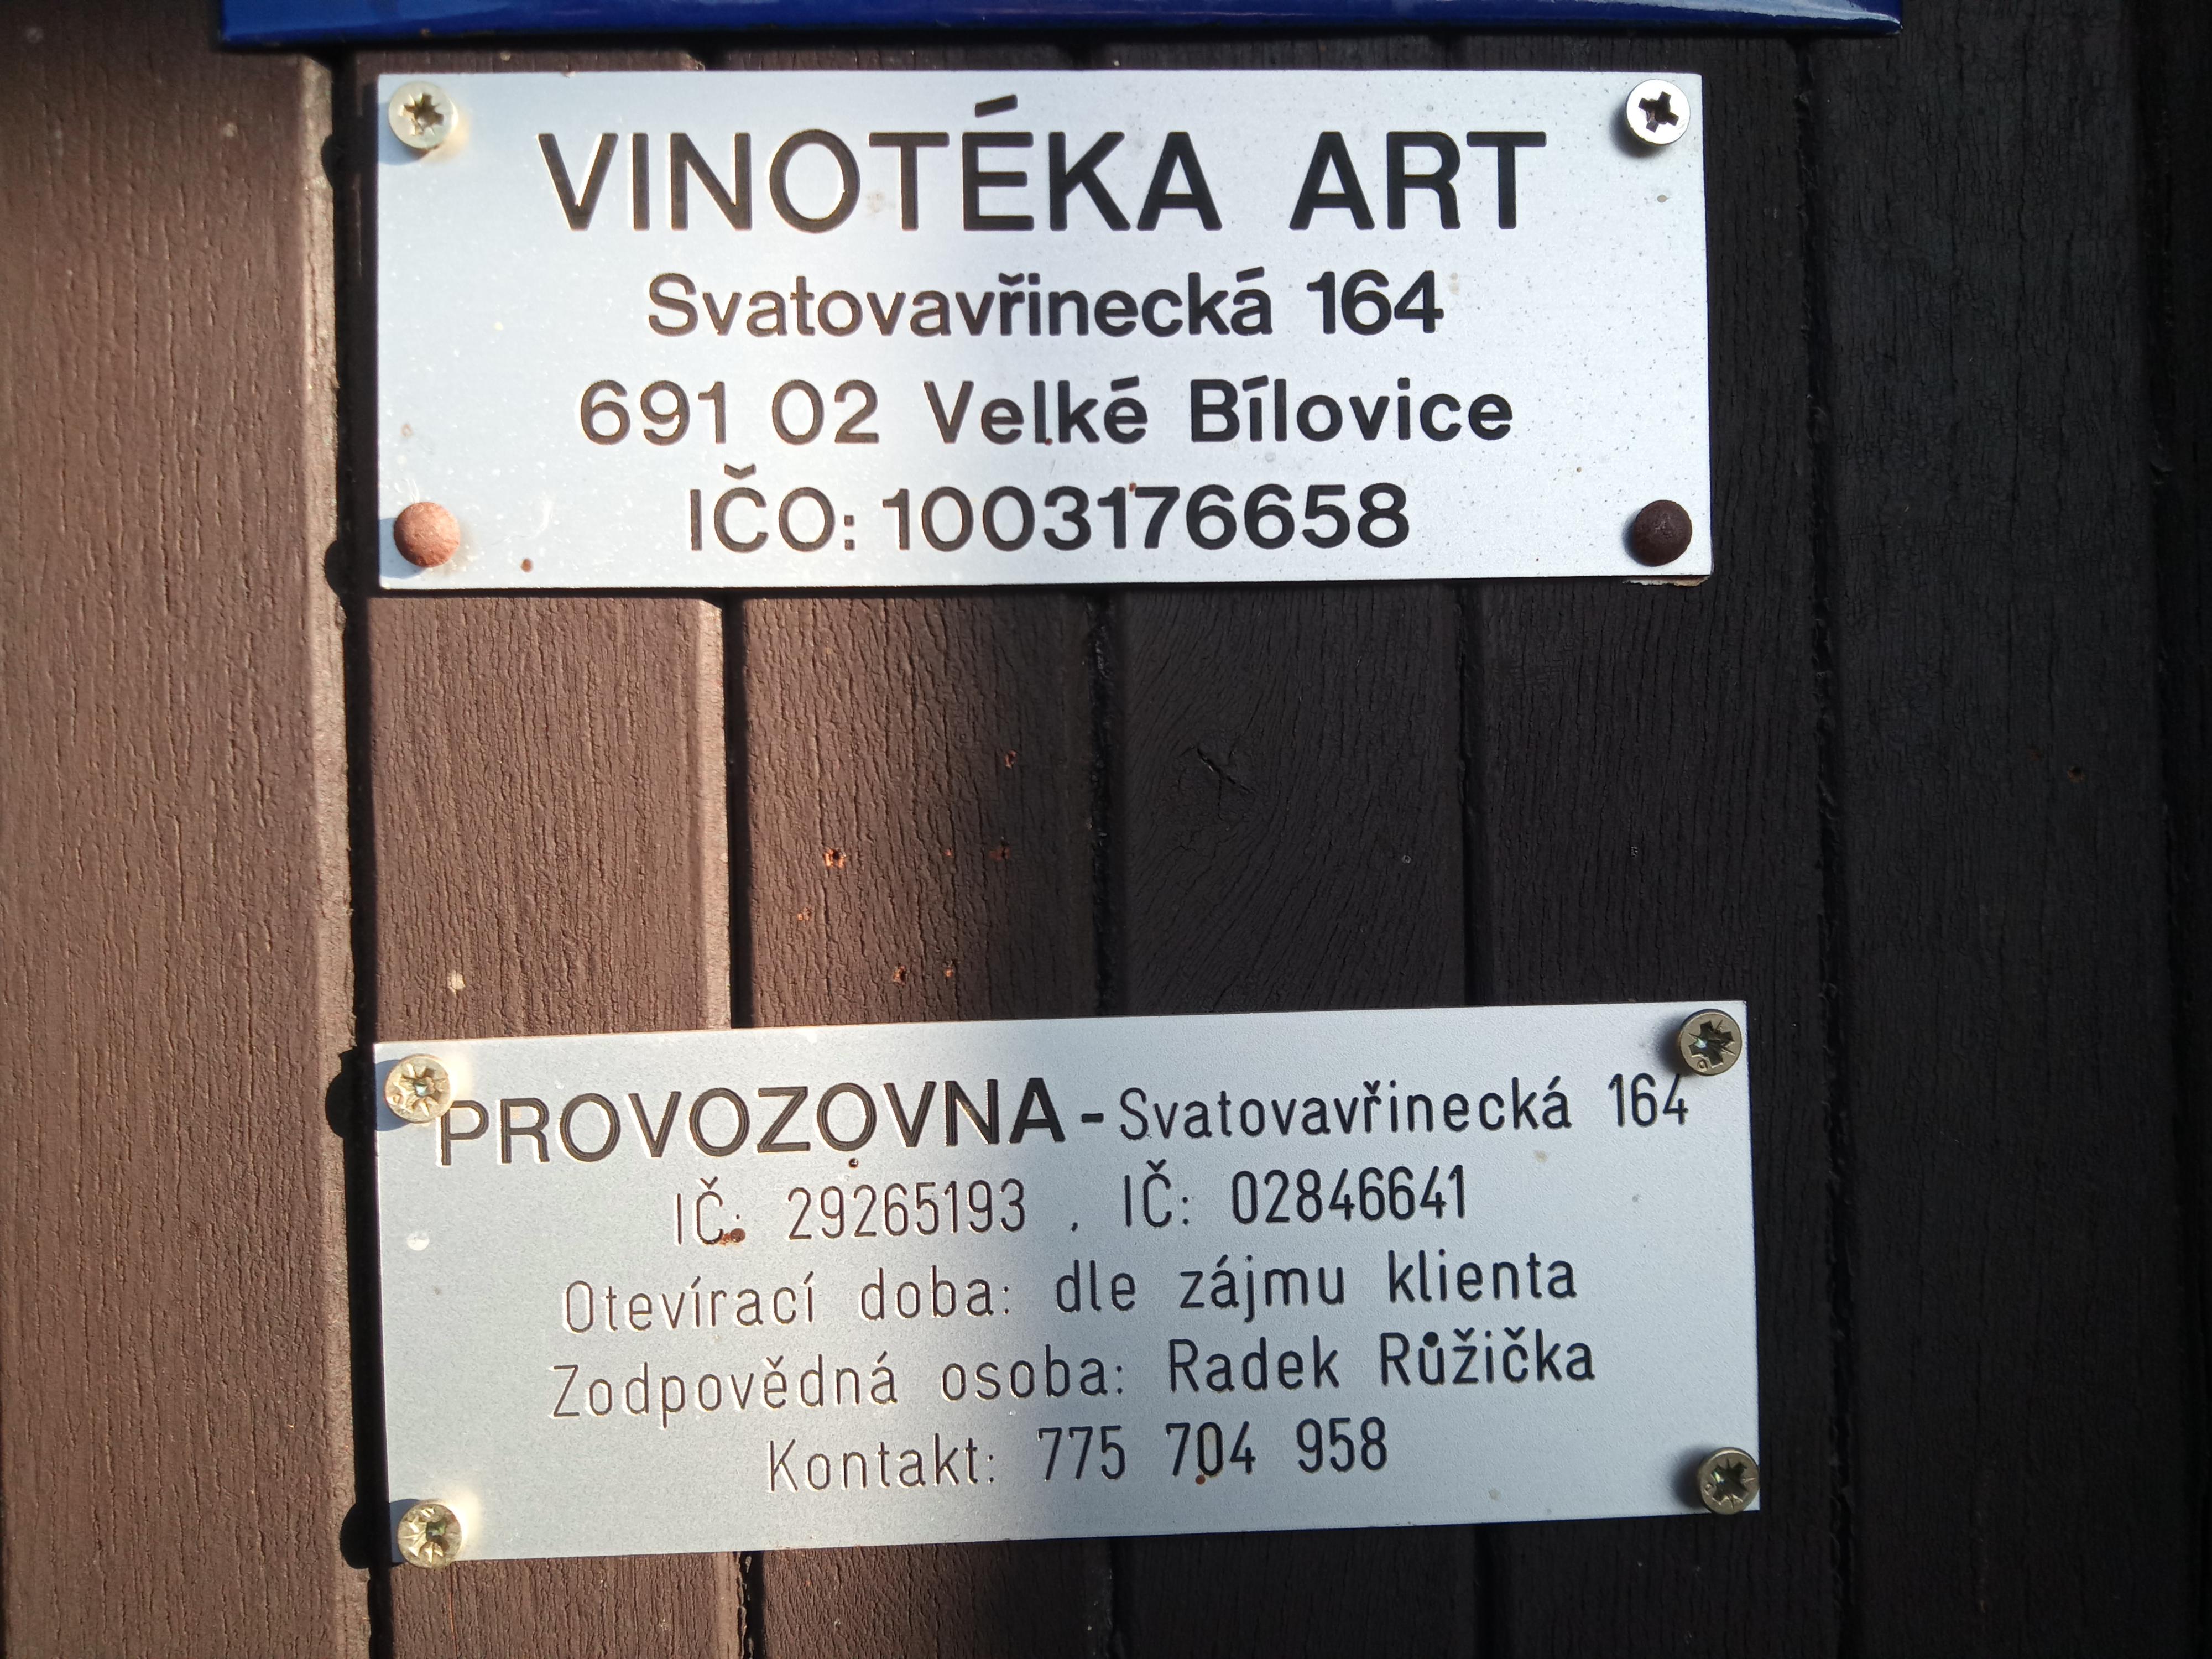 VINOTÉKA ART
Svatovavřinecká 164
691 02 Velké Bílovice
IČO: 1003176658
PROVOZOVNA - Svatovavřinecká 164
IČ: 29265193 . IČ: 02846641
Otevírací doba: dle zájmu klienta
Zodpovědná osoba: Radek Růžička
Kontakt: 775 704 958